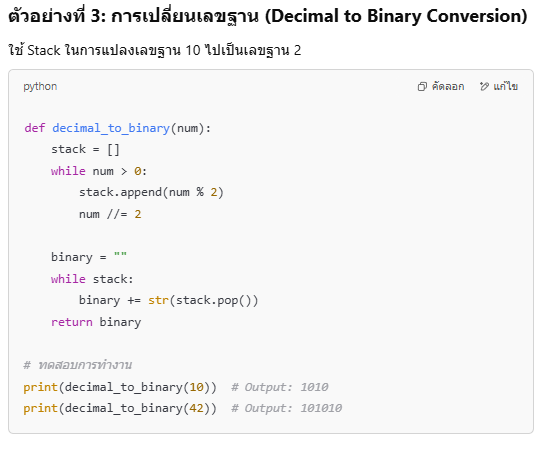 ตัวอย่างที่ 3: การเปลี่ยนเลขฐาน (Decimal to Binary Conversion)
ใช้ Stack ในการแปลงเลขฐาน 10 ไปเป็นเลขฐาน 2
python
คัดลอก
แก้ไข
def decimal_to_binary(num):
    stack = []
    while num > 0:
        stack.append(num % 2)
        num //= 2

    binary = ""
    while stack:
        binary += str(stack.pop())
    return binary

# ทดสอบการทำงาน
print(decimal_to_binary(10))  # Output: 1010
print(decimal_to_binary(42))  # Output: 101010